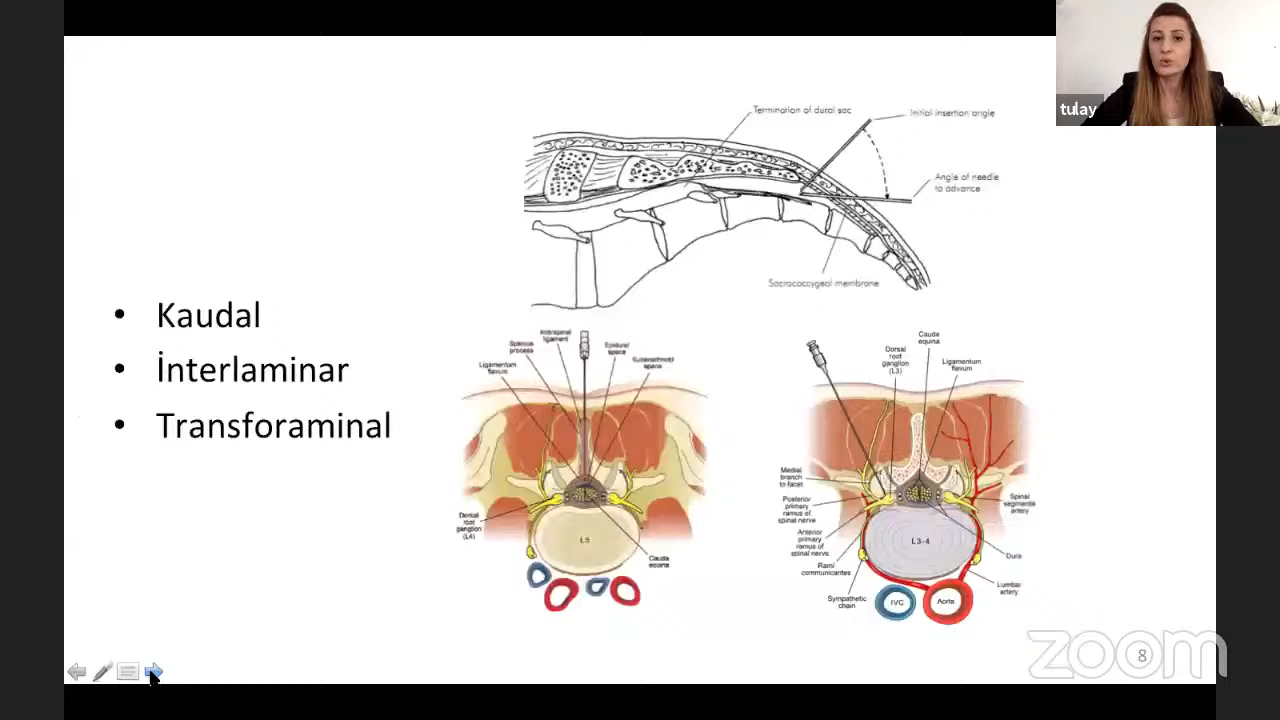 tulay
Termination of dural sac
Initial insertion angle
Angle of needle
to advance
Sacrococcygeal membrane
• Kaudal
• İnterlaminar
• Transforaminal
Interspinal
ligament
Spinous
process
Epidural
space
Subarachnoid
space
Ligamentum
flavum
Dorsal
root
ganglion
(L4)
L5
Cauda
equina
Cauda
equina
Dorsal
root
ganglion
(L3)
Ligamentum
flavum
Medial
branch
to facet
Posterior
primary
ramus of
spinal nerve
Anterior
primary
ramus of
spinal nerve
Rami
communicantes
Sympathetic
chain
L3-4
Spinal
segmental
artery
Dura
Lumbar
artery
IVC
Aorta
zoom
8